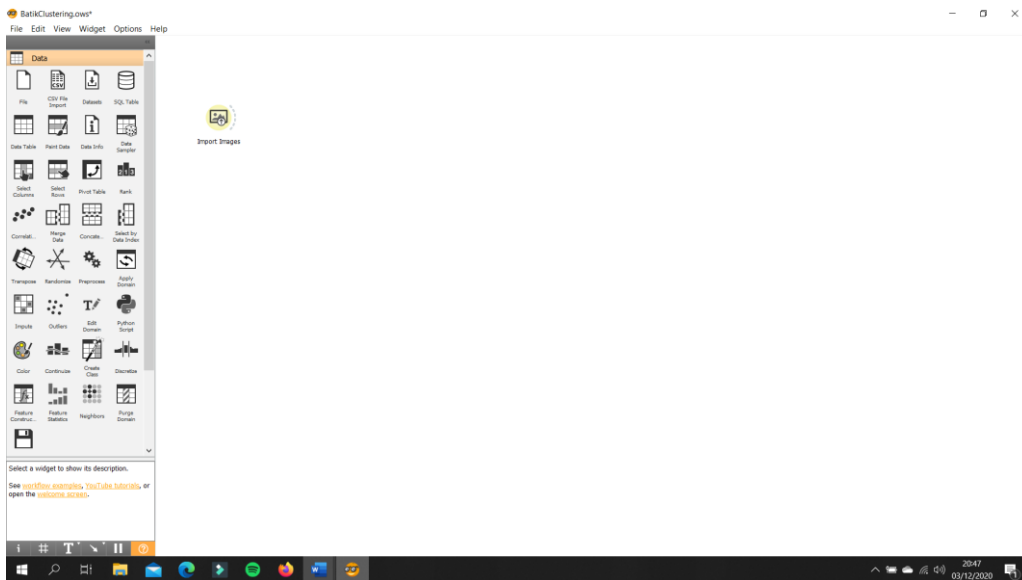 BatikClustering.ows*
File Edit View Widget Options Help
Data
File
CSV File
Import
Datasets
SQL Table
Data Table
Paint Data
Data Info
Data
Sampler
Select
Columns
Select
Rows
Pivot Table
Rank
Correlati...
Merge
Data
Concate...
Select by
Data Index
Transpose
Randomize
Preprocess
Apply
Domain
Impute
Outliers
Edit
Domain
Python
Script
Color
Continuize
Create
Class
Discretize
Feature
Construc...
Feature
Statistics
Neighbors
Purge
Domain
Import Images
Select a widget to show its description.
See workflow examples, YouTube tutorials, or
open the welcome screen.
20:47
03/12/2020